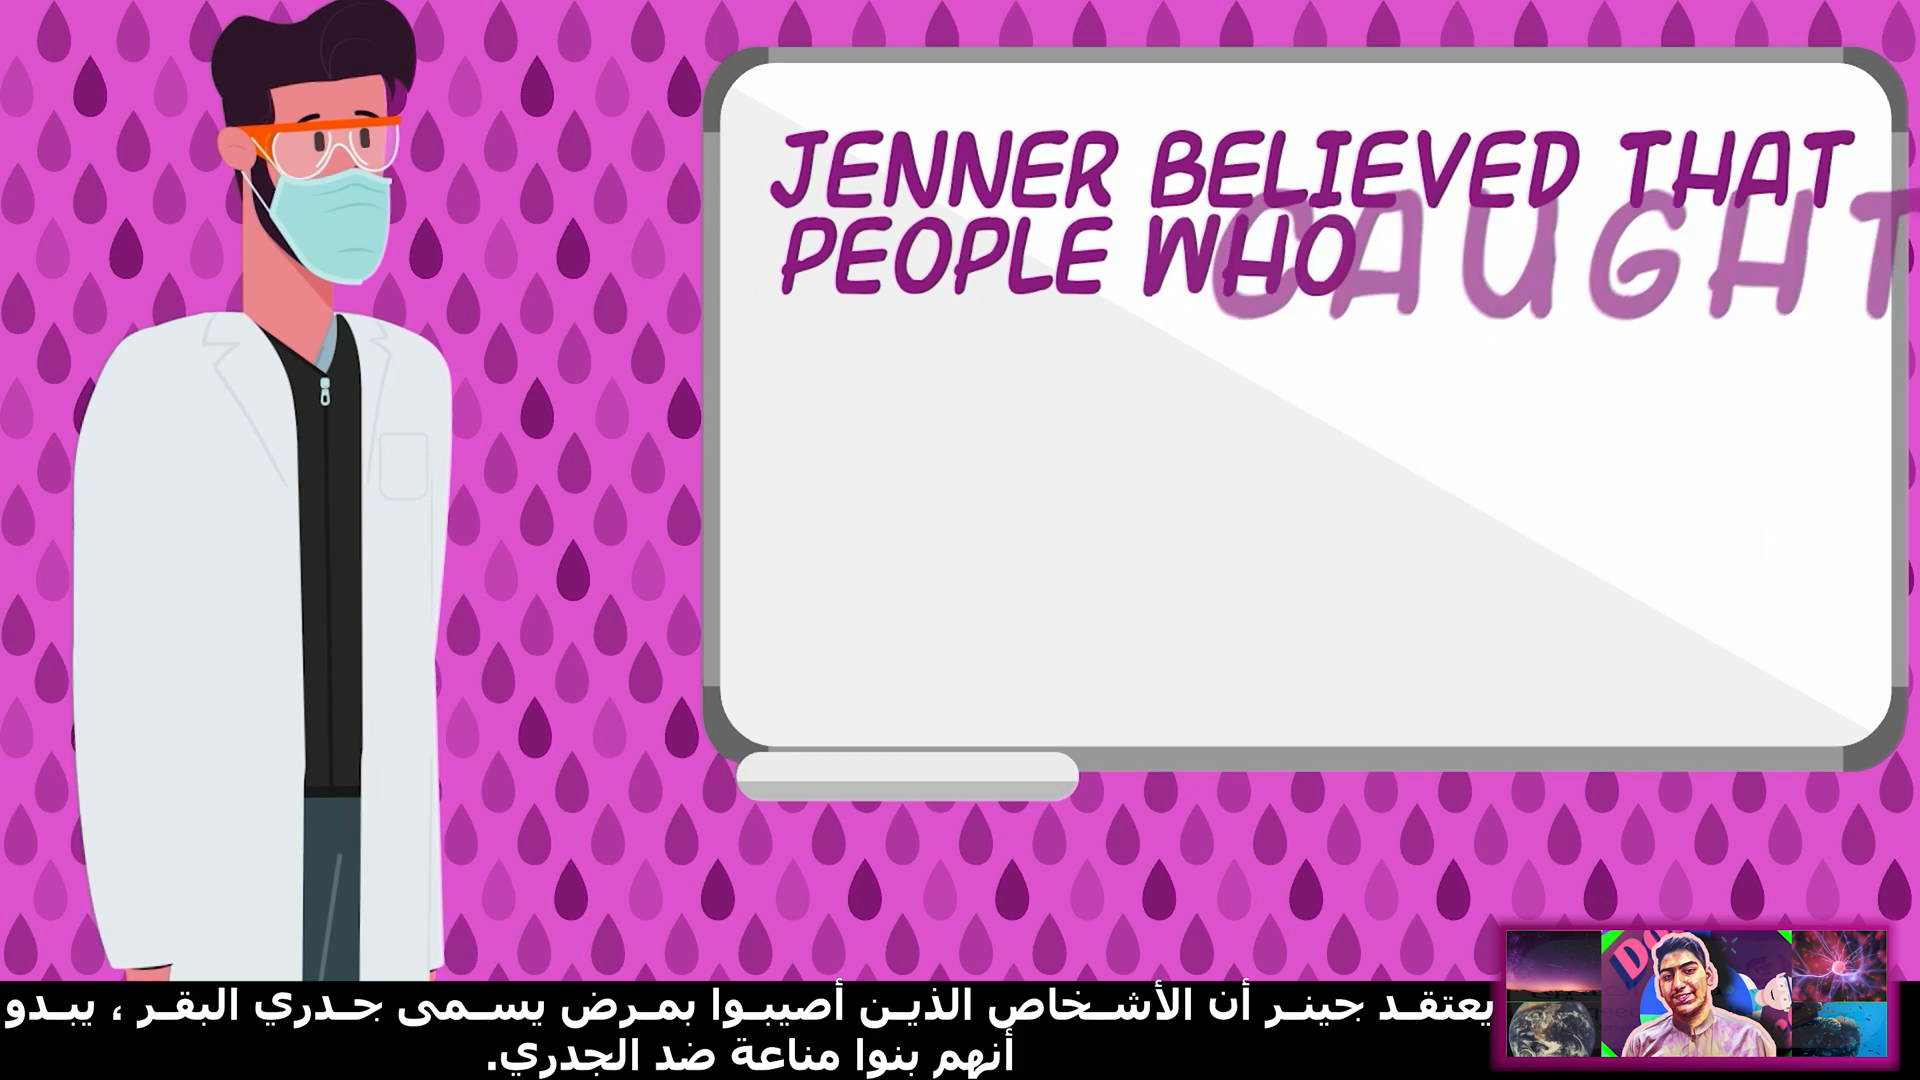 JENNER BELIEVED THAT
PEOPLE WHO CAUGHT
يعتقد جينر أن الأشخاص الذين أصيبوا بمرض يسمى جدري البقر ، يبدو
أنهم بنوا مناعة ضد الجدري.